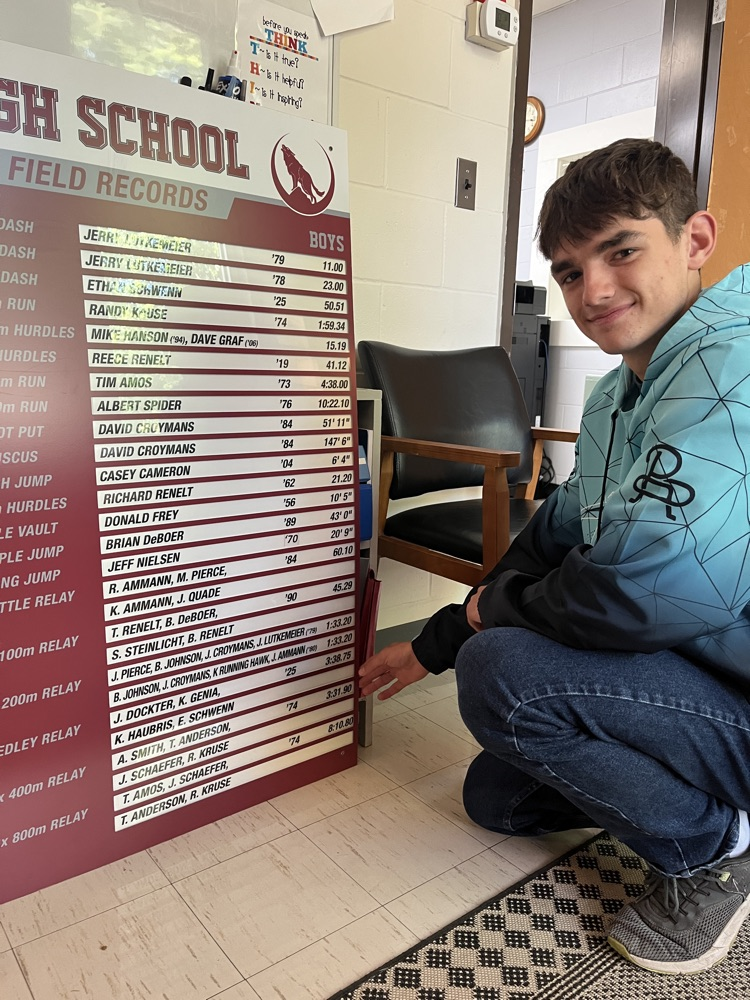 before you speak
THINK
T ~ is it true?
H ~ is it helpful?
I ~ is it inspiring?
GH SCHOOL
FIELD RECORDS
BOYS
DASH JERRY LUTKEMEIER '79 11.00
DASH JERRY LUTKEMEIER '78 23.00
DASH ETHAN SCHWENN '25 50.51
m RUN RANDY KRUSE '74 1:59.34
m HURDLES MIKE HANSON ('94), DAVE GRAF ('06) 15.19
HURDLES REECE RENELT '19 41.12
m RUN TIM AMOS '73 4:38.00
0m RUN ALBERT SPIDER '76 10:22.10
OT PUT DAVID CROYMANS '84 51' 11"
ISCUS DAVID CROYMANS '84 147' 6"
H JUMP CASEY CAMERON '04 6' 4"
m HURDLES RICHARD RENELT '62 21.20
LE VAULT DONALD FREY '56 10' 5"
PLE JUMP BRIAN DeBOER '89 43' 0"
NG JUMP JEFF NIELSEN '70 20' 9"
TTLE RELAY R. AMMANN, M. PIERCE, '84 60.10
K. AMMANN, J. QUADE
100m RELAY T. RENELT, B. DeBOER, '90 45.29
S. STEINLICHT, B. RENELT
200m RELAY J. PIERCE, B. JOHNSON, J. CROYMANS, J. LUTKEMEIER ('79) 1:33.20
B. JOHNSON, J. CROYMANS, K RUNNING HAWK, J. AMMANN ('80) 1:33.20
EDLEY RELAY J. DOCKTER, K. GENIA, '25 3:38.75
K. HAUBRIS, E. SCHWENN
x 400m RELAY A. SMITH, T. ANDERSON, '74 3:31.90
J. SCHAEFER, R. KRUSE
x 800m RELAY T. AMOS, J. SCHAEFER, '74 8:10.80
T. ANDERSON, R. KRUSE